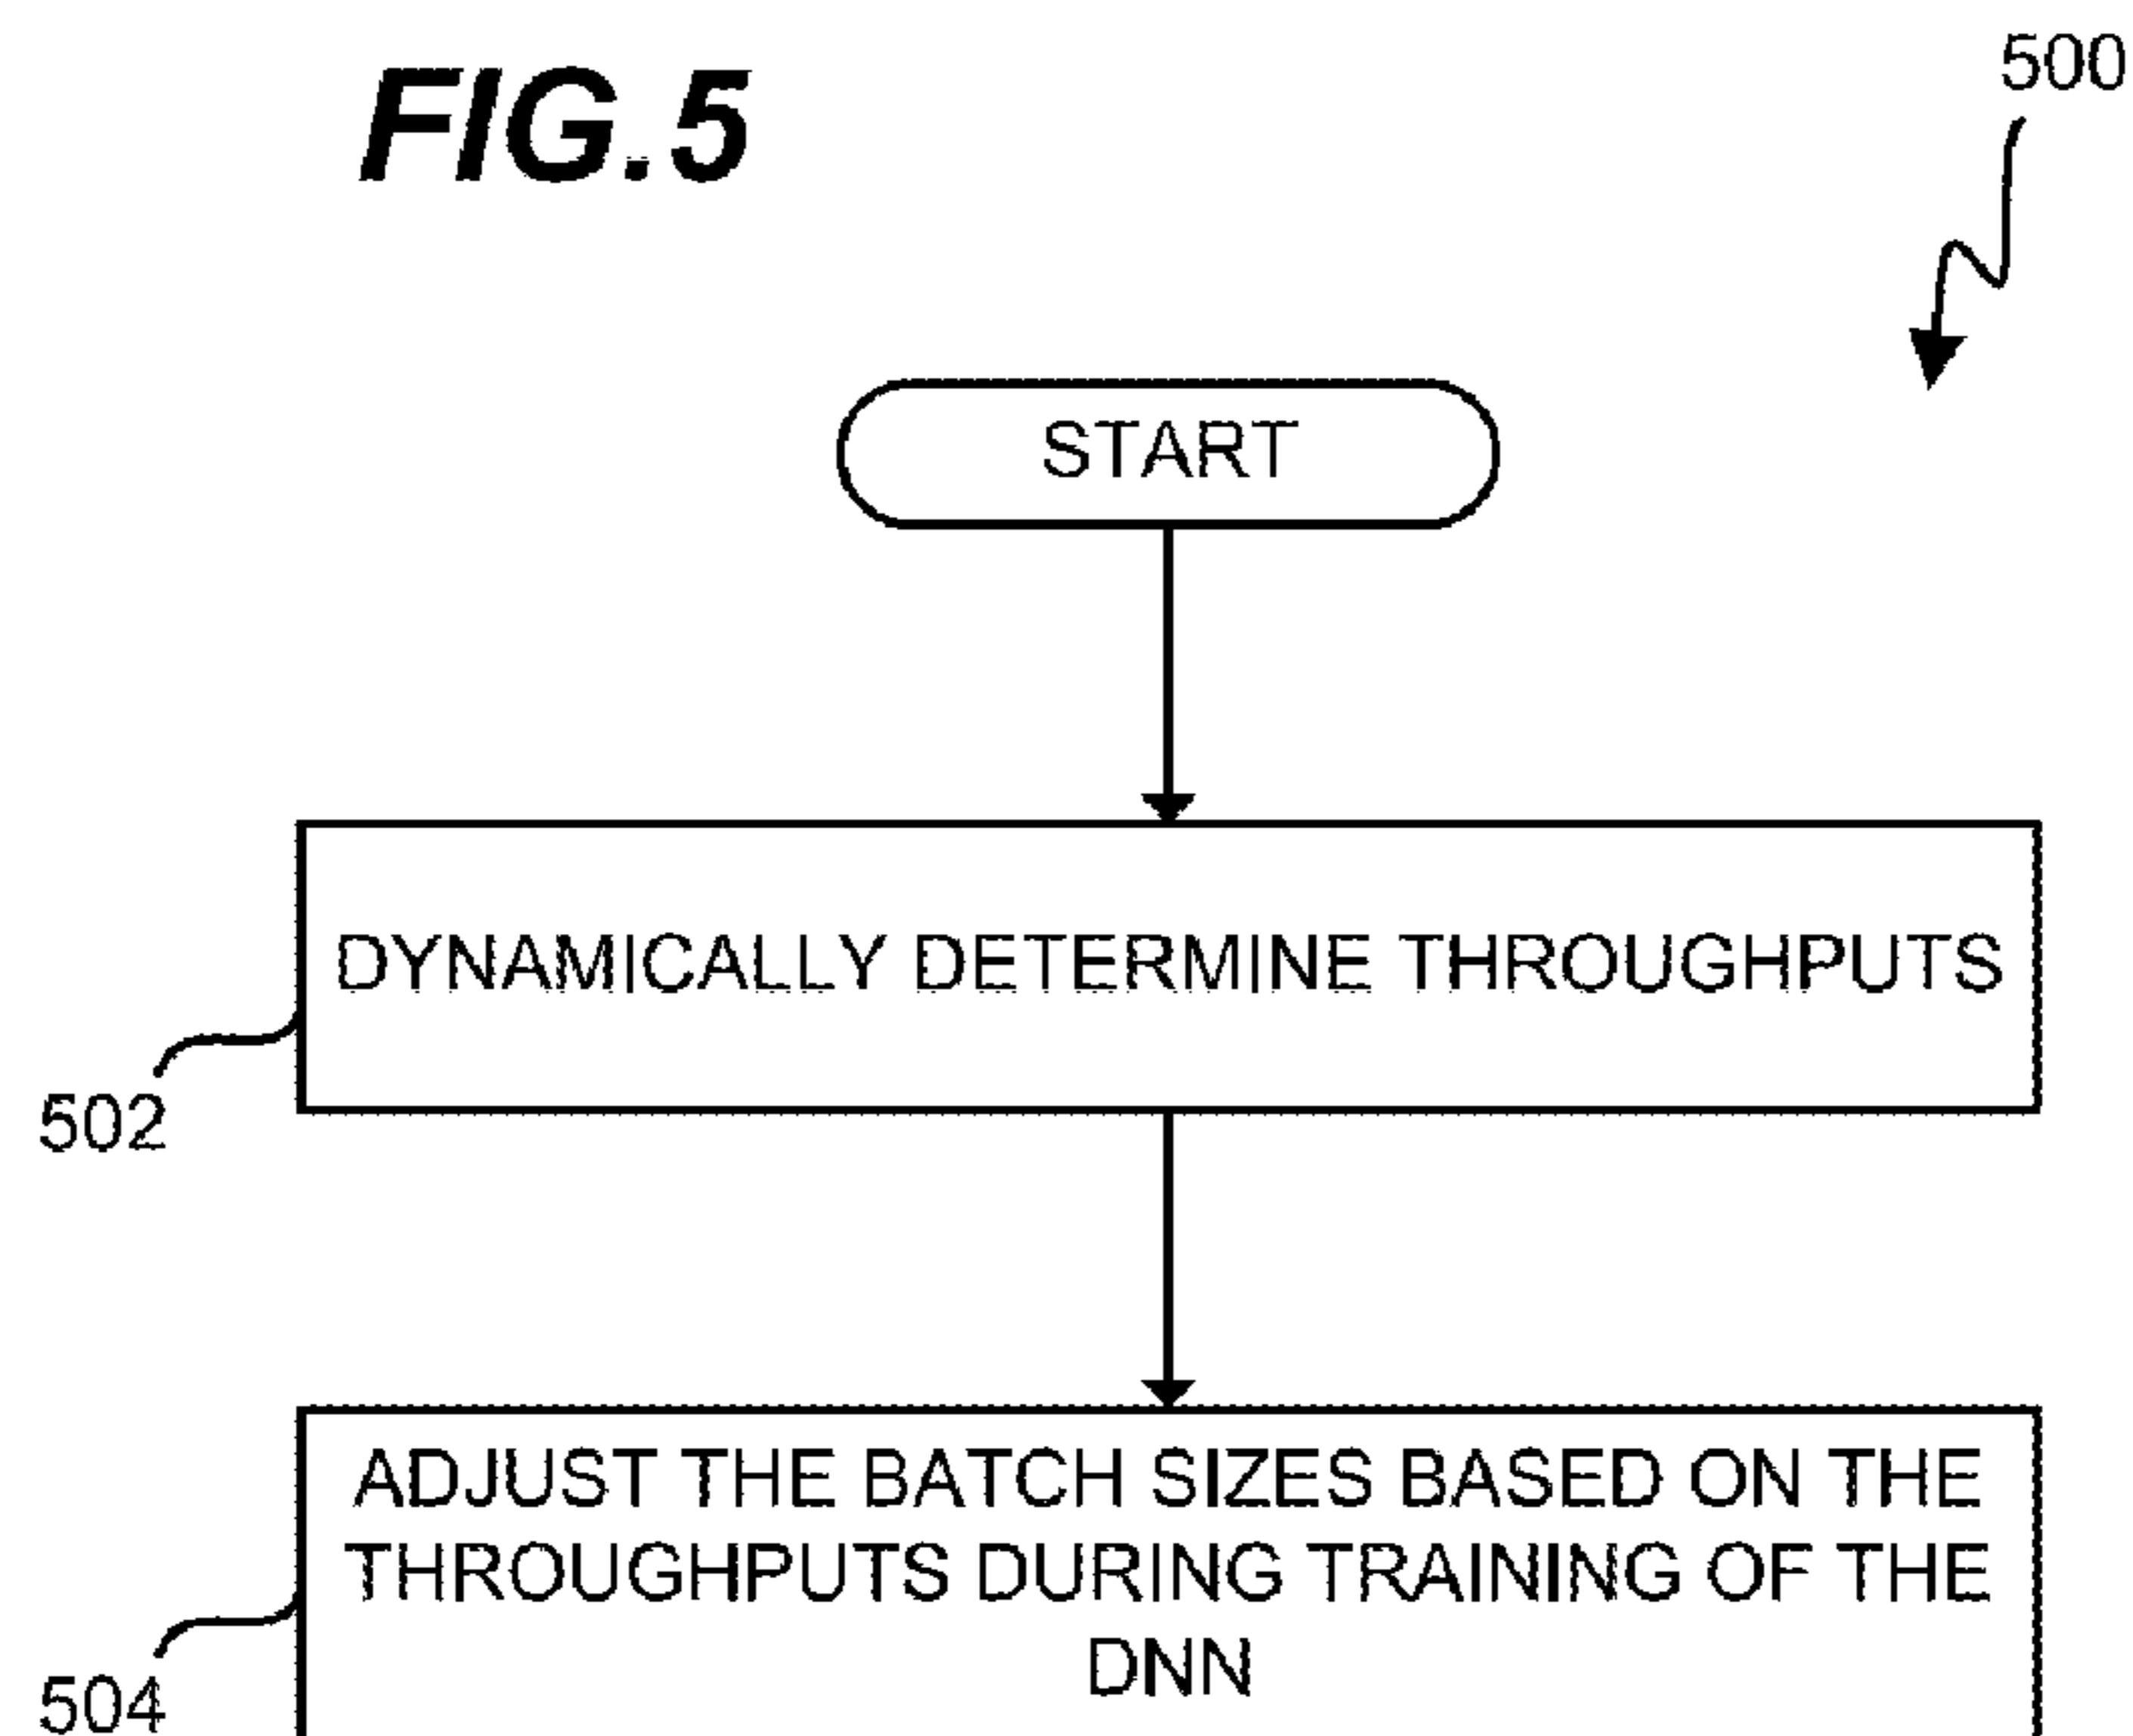 FIG.5
500
START
DYNAMICALLY DETERMINE THROUGHPUTS
502
ADJUST THE BATCH SIZES BASED ON THE
THROUGHPUTS DURING TRAINING OF THE
DNN
504